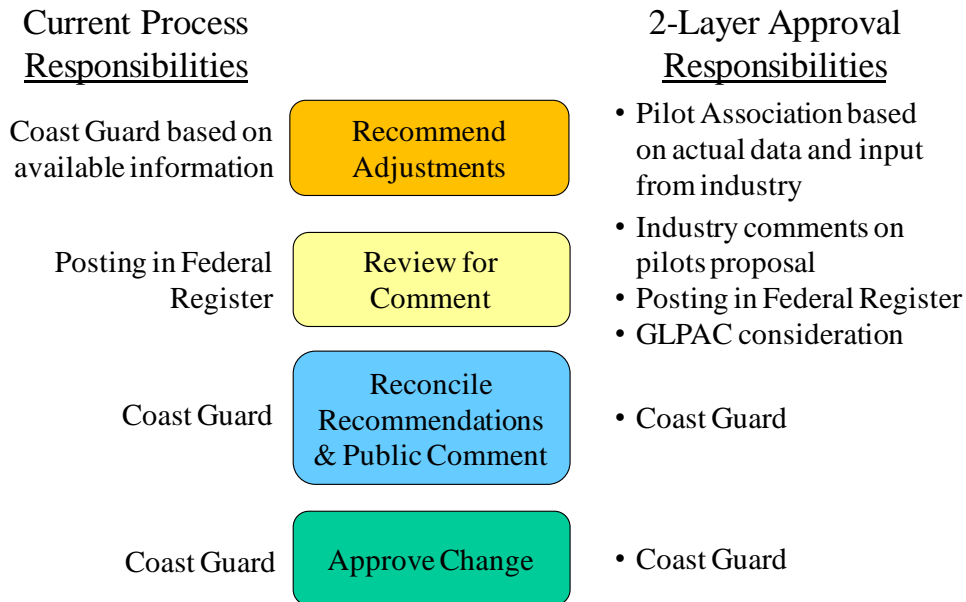 Current Process
Responsibilities
2-Layer Approval
Responsibilities
Coast Guard based on
available information
Recommend
Adjustments
• Pilot Association based
on actual data and input
from industry
Posting in Federal
Register
Review for
Comment
• Industry comments on
pilots proposal
• Posting in Federal Register
• GLPAC consideration
Coast Guard
Reconcile
Recommendations
& Public Comment
• Coast Guard
Coast Guard
Approve Change
• Coast Guard